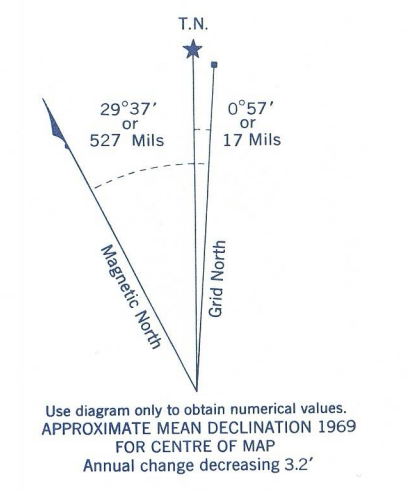 T.N.
29°37′
or
527 Mils
0°57′
or
17 Mils
Magnetic North
Grid North
Use diagram only to obtain numerical values.
APPROXIMATE MEAN DECLINATION 1969
FOR CENTRE OF MAP
Annual change decreasing 3.2′